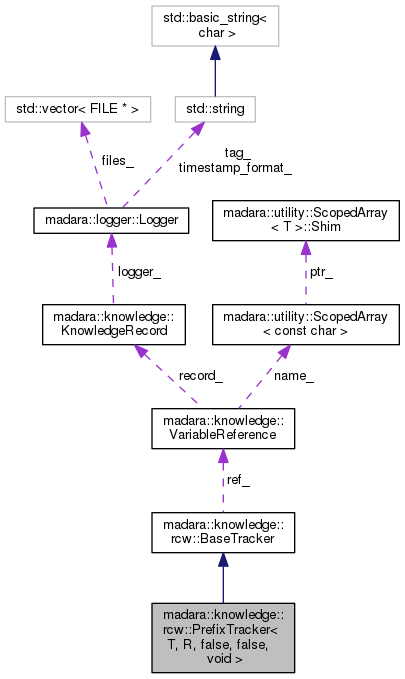 std::basic_string<
char >
std::vector< FILE * >
std::string
files_
tag_
timestamp_format_
madara::logger::Logger
madara::utility::ScopedArray
< T >::Shim
logger_
ptr_
madara::knowledge::
KnowledgeRecord
madara::utility::ScopedArray
< const char >
record_
name_
madara::knowledge::
VariableReference
ref_
madara::knowledge::
rcw::BaseTracker
madara::knowledge::
rcw::PrefixTracker<
T, R, false, false,
void >